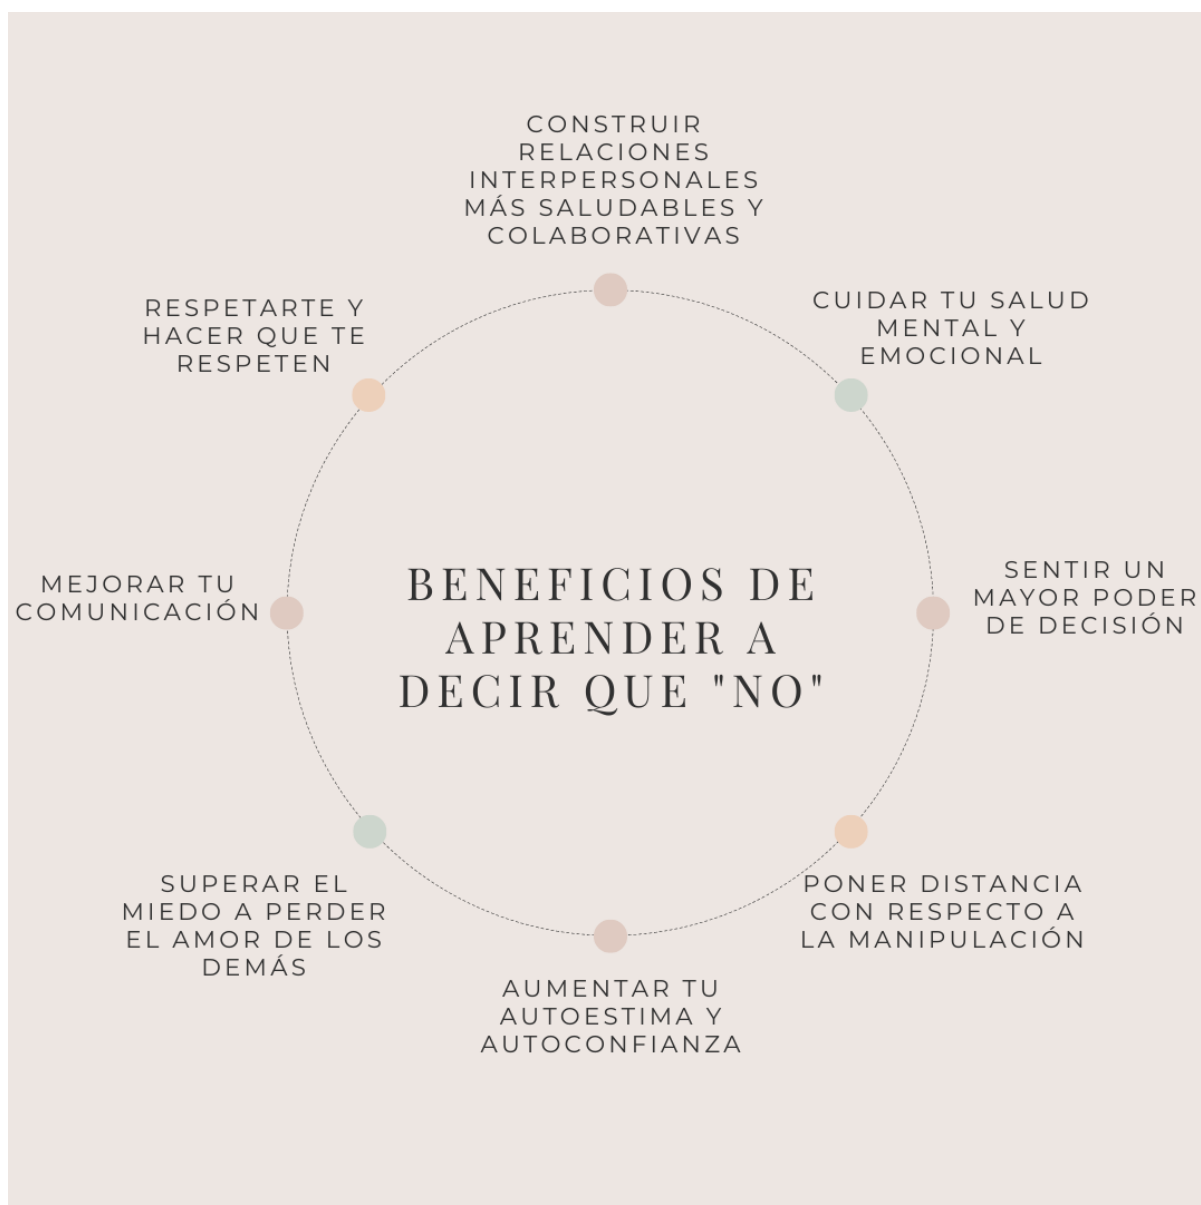 CONSTRUIR
RELACIONES
INTERPERSONALES
MÁS SALUDABLES Y
COLABORATIVAS
CUIDAR TU SALUD
MENTAL Y
EMOCIONAL
SENTIR UN
MAYOR PODER
DE DECISIÓN
PONER DISTANCIA
CON RESPECTO A
LA MANIPULACIÓN
AUMENTAR TU
AUTOESTIMA Y
AUTOCONFIANZA
SUPERAR EL
MIEDO A PERDER
EL AMOR DE LOS
DEMÁS
MEJORAR TU
COMUNICACIÓN
RESPETARTE Y
HACER QUE TE
RESPETEN
BENEFICIOS DE
APRENDER A
DECIR QUE "NO"